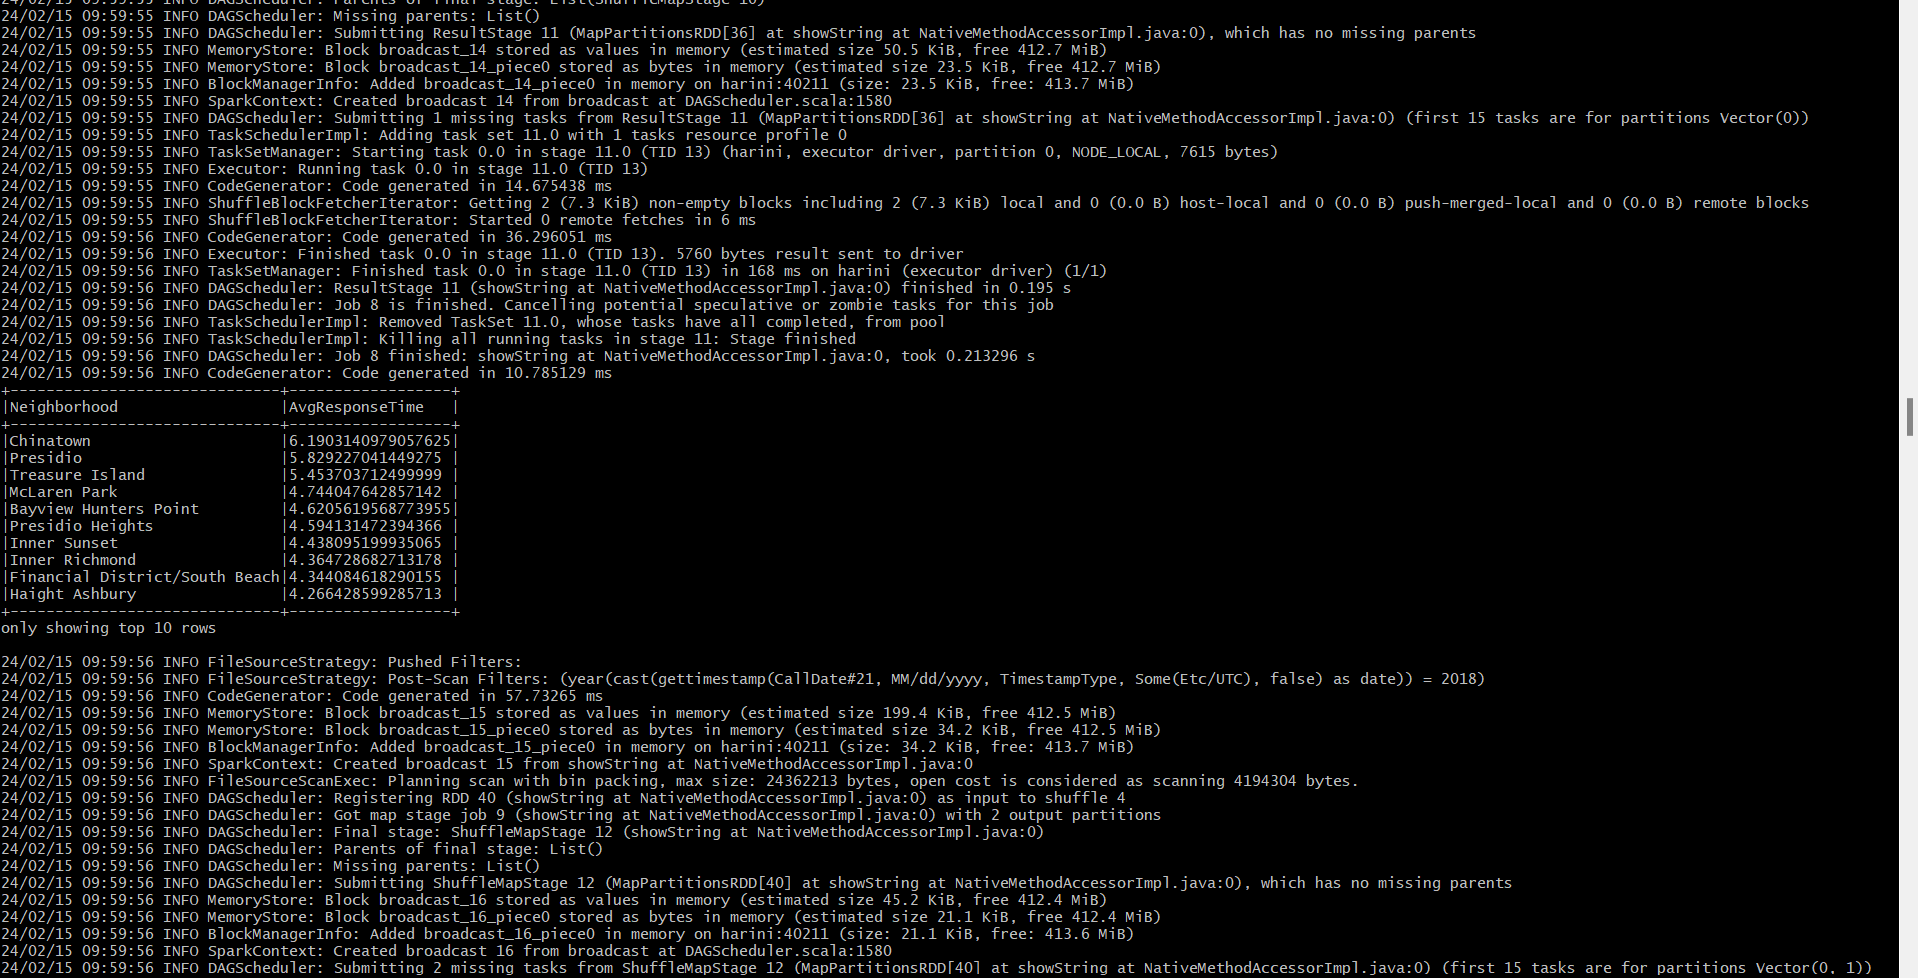 24/02/15 09:59:55 INFO DAGScheduler: Parents of final stage: List(ShuffleMapStage 10)
24/02/15 09:59:55 INFO DAGScheduler: Missing parents: List()
24/02/15 09:59:55 INFO DAGScheduler: Submitting ResultStage 11 (MapPartitionsRDD[36] at showString at NativeMethodAccessorImpl.java:0), which has no missing parents
24/02/15 09:59:55 INFO MemoryStore: Block broadcast_14 stored as values in memory (estimated size 50.5 KiB, free 412.7 MiB)
24/02/15 09:59:55 INFO MemoryStore: Block broadcast_14_piece0 stored as bytes in memory (estimated size 23.5 KiB, free 412.7 MiB)
24/02/15 09:59:55 INFO BlockManagerInfo: Added broadcast_14_piece0 in memory on harini:40211 (size: 23.5 KiB, free: 413.7 MiB)
24/02/15 09:59:55 INFO SparkContext: Created broadcast 14 from broadcast at DAGScheduler.scala:1580
24/02/15 09:59:55 INFO DAGScheduler: Submitting 1 missing tasks from ResultStage 11 (MapPartitionsRDD[36] at showString at NativeMethodAccessorImpl.java:0) (first 15 tasks are for partitions Vector(0))
24/02/15 09:59:55 INFO TaskSchedulerImpl: Adding task set 11.0 with 1 tasks resource profile 0
24/02/15 09:59:55 INFO TaskSetManager: Starting task 0.0 in stage 11.0 (TID 13) (harini, executor driver, partition 0, NODE_LOCAL, 7615 bytes)
24/02/15 09:59:55 INFO Executor: Running task 0.0 in stage 11.0 (TID 13)
24/02/15 09:59:55 INFO CodeGenerator: Code generated in 14.675438 ms
24/02/15 09:59:55 INFO ShuffleBlockFetcherIterator: Getting 2 (7.3 KiB) non-empty blocks including 2 (7.3 KiB) local and 0 (0.0 B) host-local and 0 (0.0 B) push-merged-local and 0 (0.0 B) remote blocks
24/02/15 09:59:55 INFO ShuffleBlockFetcherIterator: Started 0 remote fetches in 6 ms
24/02/15 09:59:56 INFO CodeGenerator: Code generated in 36.296051 ms
24/02/15 09:59:56 INFO Executor: Finished task 0.0 in stage 11.0 (TID 13). 5760 bytes result sent to driver
24/02/15 09:59:56 INFO TaskSetManager: Finished task 0.0 in stage 11.0 (TID 13) in 168 ms on harini (executor driver) (1/1)
24/02/15 09:59:56 INFO DAGScheduler: ResultStage 11 (showString at NativeMethodAccessorImpl.java:0) finished in 0.195 s
24/02/15 09:59:56 INFO DAGScheduler: Job 8 is finished. Cancelling potential speculative or zombie tasks for this job
24/02/15 09:59:56 INFO TaskSchedulerImpl: Removed TaskSet 11.0, whose tasks have all completed, from pool
24/02/15 09:59:56 INFO TaskSchedulerImpl: Killing all running tasks in stage 11: Stage finished
24/02/15 09:59:56 INFO DAGScheduler: Job 8 finished: showString at NativeMethodAccessorImpl.java:0, took 0.213296 s
24/02/15 09:59:56 INFO CodeGenerator: Code generated in 10.785129 ms
+------------------------------+------------------+
|Neighborhood                  |AvgResponseTime   |
+------------------------------+------------------+
|Chinatown                     |6.1903140979057625|
|Presidio                      |5.829227041449275 |
|Treasure Island               |5.453703712499999 |
|McLaren Park                  |4.744047642857142 |
|Bayview Hunters Point         |4.6205619568773955|
|Presidio Heights              |4.594131472394366 |
|Inner Sunset                  |4.438095199935065 |
|Inner Richmond                |4.364728682713178 |
|Financial District/South Beach|4.344084618290155 |
|Haight Ashbury                |4.266428599285713 |
+------------------------------+------------------+
only showing top 10 rows
24/02/15 09:59:56 INFO FileSourceStrategy: Pushed Filters:
24/02/15 09:59:56 INFO FileSourceStrategy: Post-Scan Filters: (year(cast(gettimestamp(CallDate#21, MM/dd/yyyy, TimestampType, Some(Etc/UTC), false) as date)) = 2018)
24/02/15 09:59:56 INFO CodeGenerator: Code generated in 57.73265 ms
24/02/15 09:59:56 INFO MemoryStore: Block broadcast_15 stored as values in memory (estimated size 199.4 KiB, free 412.5 MiB)
24/02/15 09:59:56 INFO MemoryStore: Block broadcast_15_piece0 stored as bytes in memory (estimated size 34.2 KiB, free 412.5 MiB)
24/02/15 09:59:56 INFO BlockManagerInfo: Added broadcast_15_piece0 in memory on harini:40211 (size: 34.2 KiB, free: 413.7 MiB)
24/02/15 09:59:56 INFO SparkContext: Created broadcast 15 from showString at NativeMethodAccessorImpl.java:0
24/02/15 09:59:56 INFO FileSourceScanExec: Planning scan with bin packing, max size: 24362213 bytes, open cost is considered as scanning 4194304 bytes.
24/02/15 09:59:56 INFO DAGScheduler: Registering RDD 40 (showString at NativeMethodAccessorImpl.java:0) as input to shuffle 4
24/02/15 09:59:56 INFO DAGScheduler: Got map stage job 9 (showString at NativeMethodAccessorImpl.java:0) with 2 output partitions
24/02/15 09:59:56 INFO DAGScheduler: Final stage: ShuffleMapStage 12 (showString at NativeMethodAccessorImpl.java:0)
24/02/15 09:59:56 INFO DAGScheduler: Parents of final stage: List()
24/02/15 09:59:56 INFO DAGScheduler: Missing parents: List()
24/02/15 09:59:56 INFO DAGScheduler: Submitting ShuffleMapStage 12 (MapPartitionsRDD[40] at showString at NativeMethodAccessorImpl.java:0), which has no missing parents
24/02/15 09:59:56 INFO MemoryStore: Block broadcast_16 stored as values in memory (estimated size 45.2 KiB, free 412.4 MiB)
24/02/15 09:59:56 INFO MemoryStore: Block broadcast_16_piece0 stored as bytes in memory (estimated size 21.1 KiB, free 412.4 MiB)
24/02/15 09:59:56 INFO BlockManagerInfo: Added broadcast_16_piece0 in memory on harini:40211 (size: 21.1 KiB, free: 413.6 MiB)
24/02/15 09:59:56 INFO SparkContext: Created broadcast 16 from broadcast at DAGScheduler.scala:1580
24/02/15 09:59:56 INFO DAGScheduler: Submitting 2 missing tasks from ShuffleMapStage 12 (MapPartitionsRDD[40] at showString at NativeMethodAccessorImpl.java:0) (first 15 tasks are for partitions Vector(0, 1))